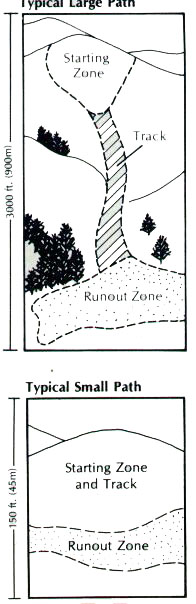 Typical Large Path
Starting
Zone
Track
3000 ft. (900m)
Runout Zone
Typical Small Path
Starting Zone
and Track
150 ft. (45m)
Runout Zone